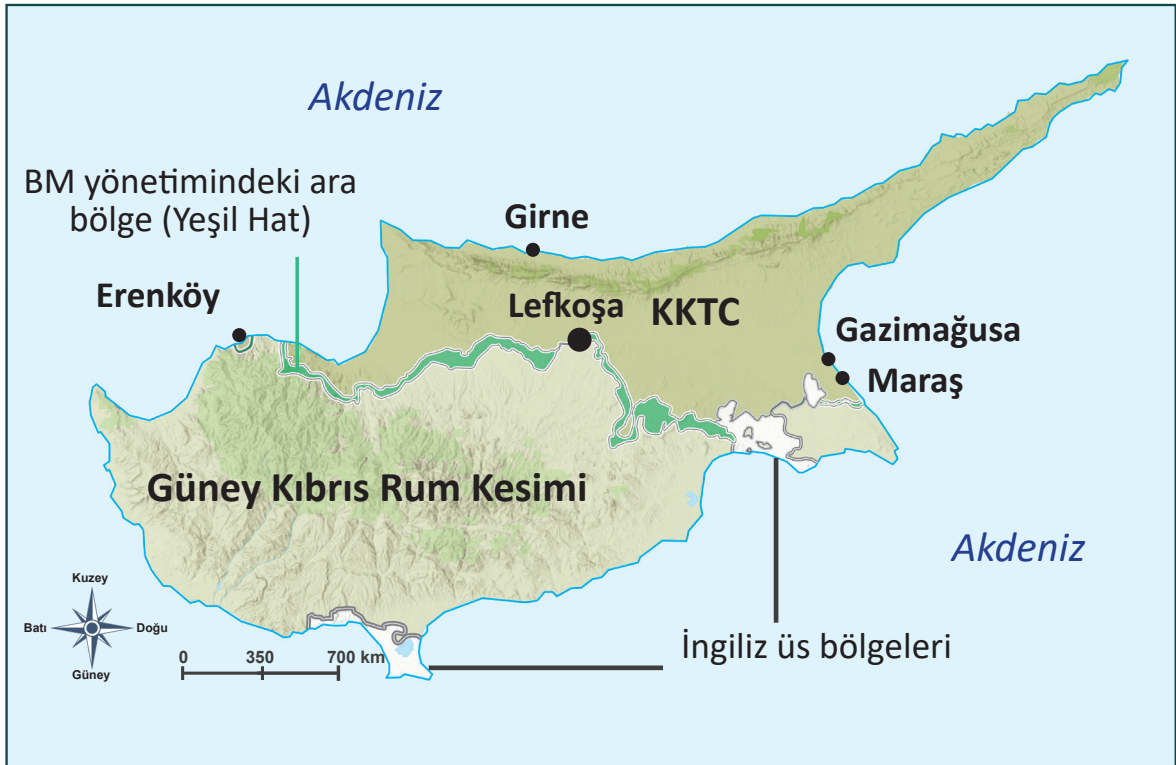 Akdeniz
BM yönetimindeki ara
bölge (Yeşil Hat)
Girne
Erenköy
Lefkoşa
KKTC
Gazimağusa
Maraş
Güney Kıbrıs Rum Kesimi
Akdeniz
Kuzey
Batı
Doğu
Güney
0 350 700 km
İngiliz üs bölgeleri